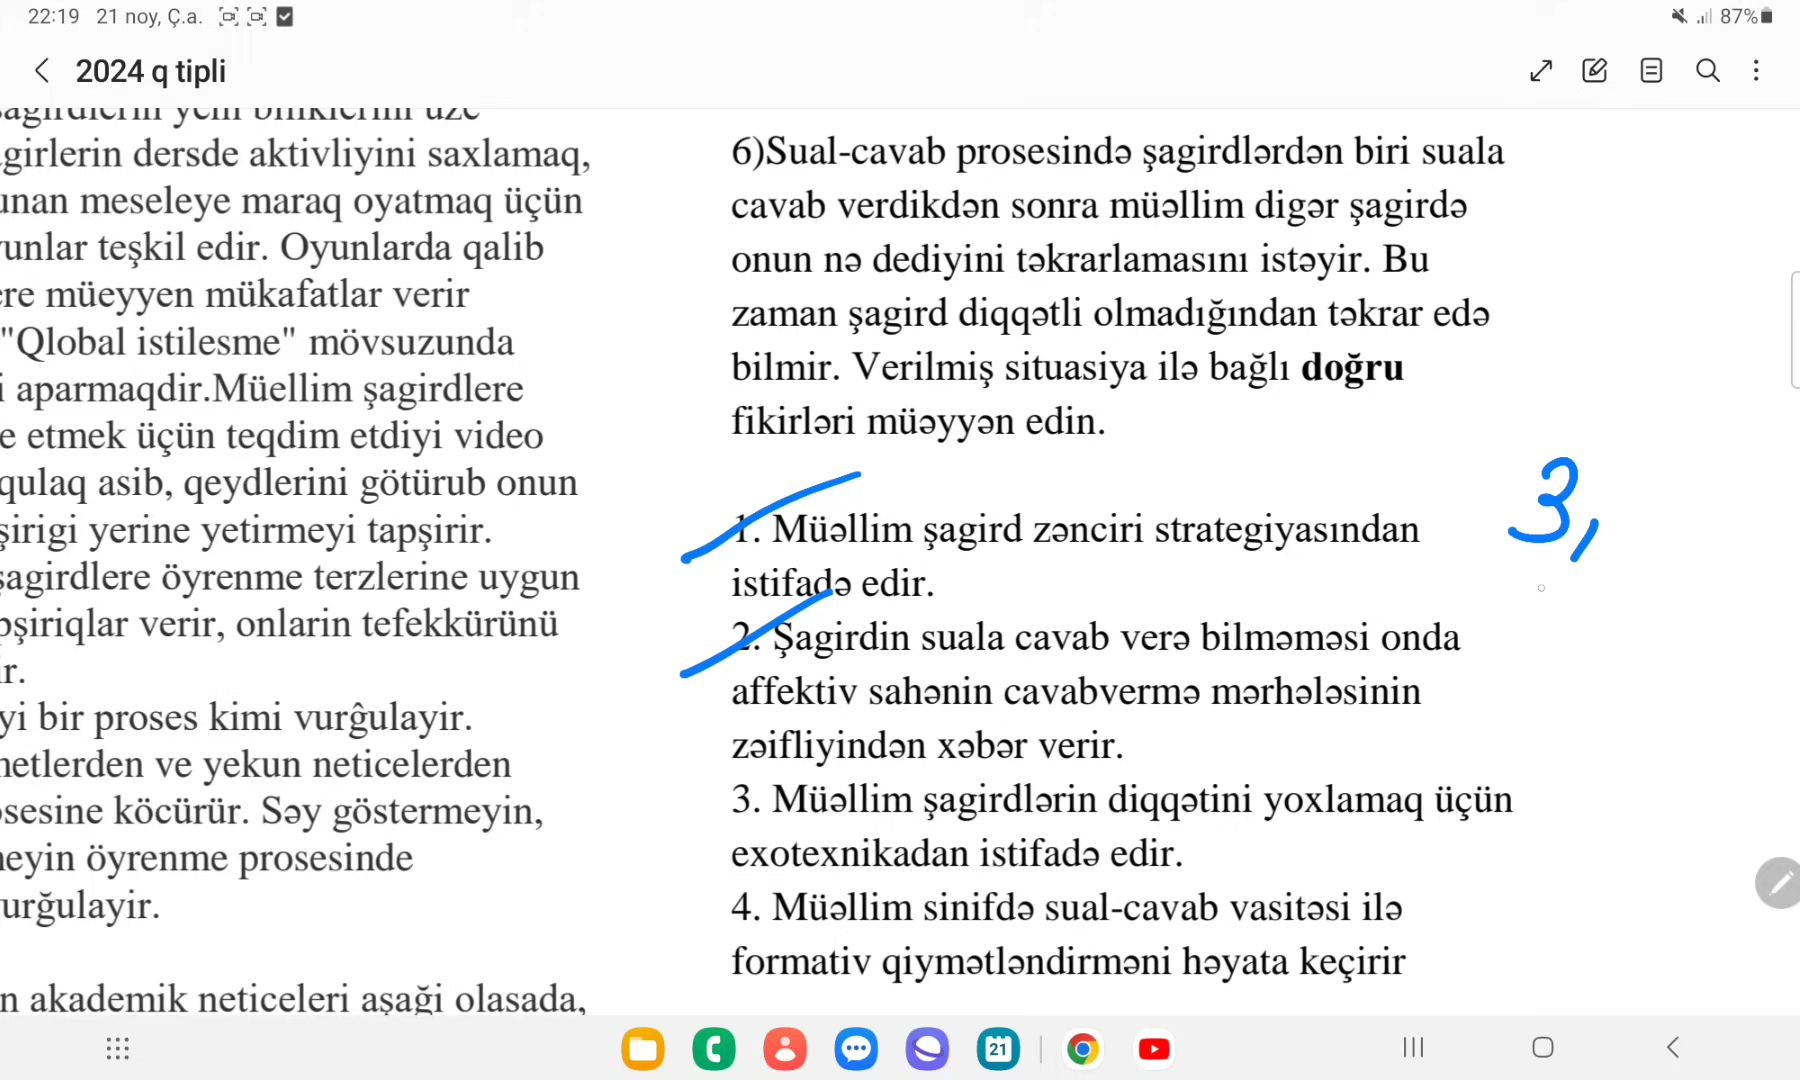 22:19 21 noy, Ç.a.
87%
2024 q tipli
girlerin dersde aktivliyini saxlamaq,
unan meseleye maraq oyatmaq üçün
unlar teşkil edir. Oyunlarda qalib
ere müeyyen mükafatlar verir
"Qlobal istilesme" mövsuzunda
i aparmaqdir.Müellim şagirdlere
e etmek üçün teqdim etdiyi video
qulaq asib, qeydlerini götürub onun
şirigi yerine yetirmeyi tapşirir.
şagirdlere öyrenme terzlerine uygun
pşiriqlar verir, onlarin tefekkürünü
ir.
yi bir proses kimi vurĝulayir.
netlerden ve yekun neticelerden
osesine köcürür. Səy göstermeyin,
neyin öyrenme prosesinde
urğulayir.
n akademik neticeleri aşaği olasada,
6)Sual-cavab prosesində şagirdlərdən biri suala
cavab verdikdən sonra müəllim digər şagirdə
onun nə dediyini təkrarlamasını istəyir. Bu
zaman şagird diqqətli olmadığından təkrar edə
bilmir. Verilmiş situasiya ilə bağlı doğru
fikirləri müəyyən edin.
3,
1. Müəllim şagird zənciri strategiyasından
istifadə edir.
2. Şagirdin suala cavab verə bilməməsi onda
affektiv sahənin cavabvermə mərhələsinin
zəifliyindən xəbər verir.
3. Müəllim şagirdlərin diqqətini yoxlamaq üçün
exotexnikadan istifadə edir.
4. Müəllim sinifdə sual-cavab vasitəsi ilə
formativ qiymətləndirməni həyata keçirir
21